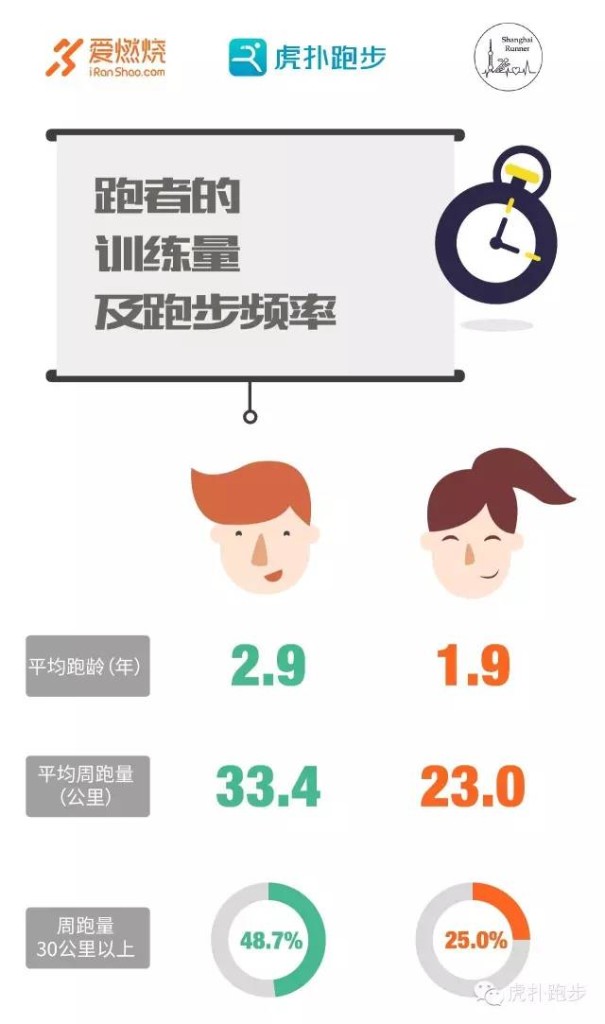 爱燃烧
iRanShao.com
虎扑跑步
Shanghai
Runner
跑者的
训练量
及跑步频率
平均跑龄(年)
2.9
1.9
平均周跑量
(公里)
33.4
23.0
周跑量
30公里以上
48.7%
25.0%
虎扑跑步